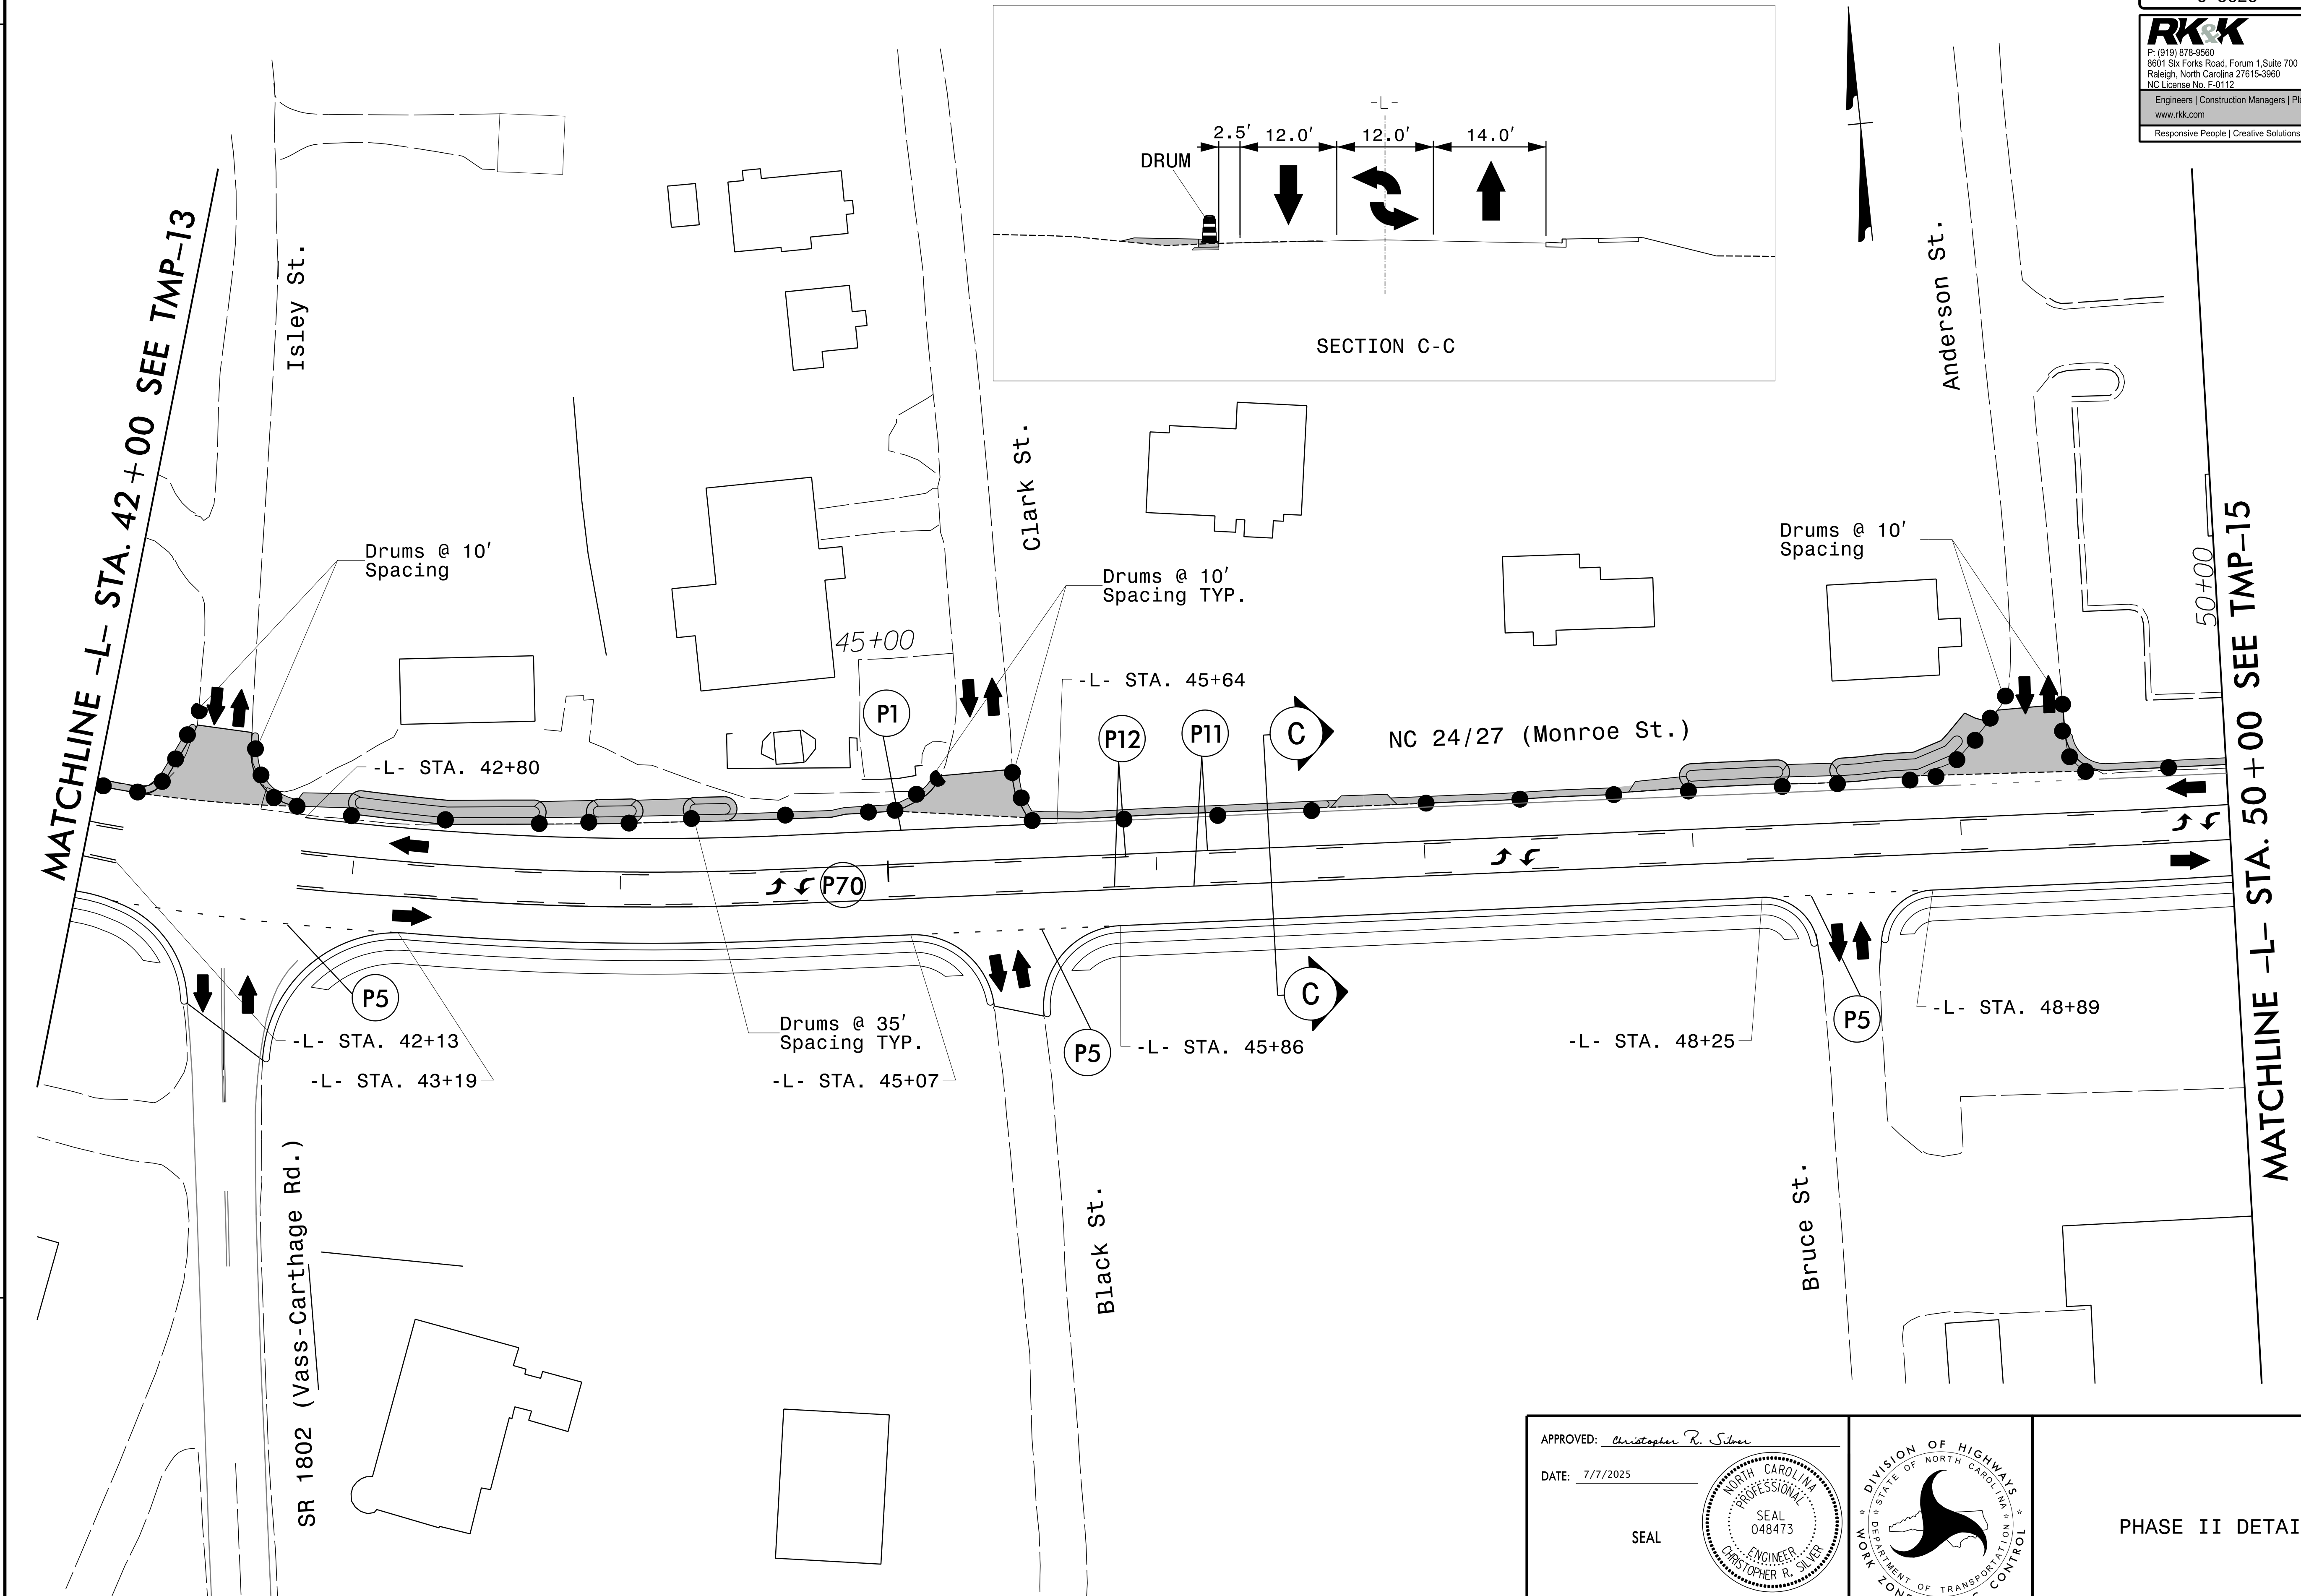 RK&K
P: (919) 878-9560
8601 Six Forks Road, Forum 1,Suite 700
Raleigh, North Carolina 27615-3960
NC License No. F-0112
Engineers | Construction Managers |
www.rkk.com
Responsive People | Creative Solutions
-L-
2.5' 12.0' 12.0' 14.0'
DRUM
SECTION C-C
MATCHLINE -L- STA. 42+00 SEE TMP-13
Isley St.
Clark St.
Anderson St.
MATCHLINE -L- STA. 50+00 SEE TMP-15
50+00
Drums @ 10'
Spacing
Drums @ 10'
Spacing TYP.
Drums @ 10'
Spacing
45+00
-L- STA. 45+64
P1
P12
P11
C
NC 24/27 (Monroe St.)
-L- STA. 42+80
P70
P5
C
P5
P5
-L- STA. 42+13
-L- STA. 43+19
Drums @ 35'
Spacing TYP.
-L- STA. 45+07
-L- STA. 45+86
-L- STA. 48+25
-L- STA. 48+89
SR 1802 (Vass-Carthage Rd.)
Black St.
Bruce St.
APPROVED: Christopher R. Silver
DATE: 7/7/2025
SEAL
NORTH CAROLINA
PROFESSIONAL
SEAL
048473
ENGINEER
CHRISTOPHER R. SILVER
DIVISION OF HIGHWAYS
STATE OF NORTH CAROLINA
DEPARTMENT OF TRANSPORTATION
WORK CONTROL
PHASE II